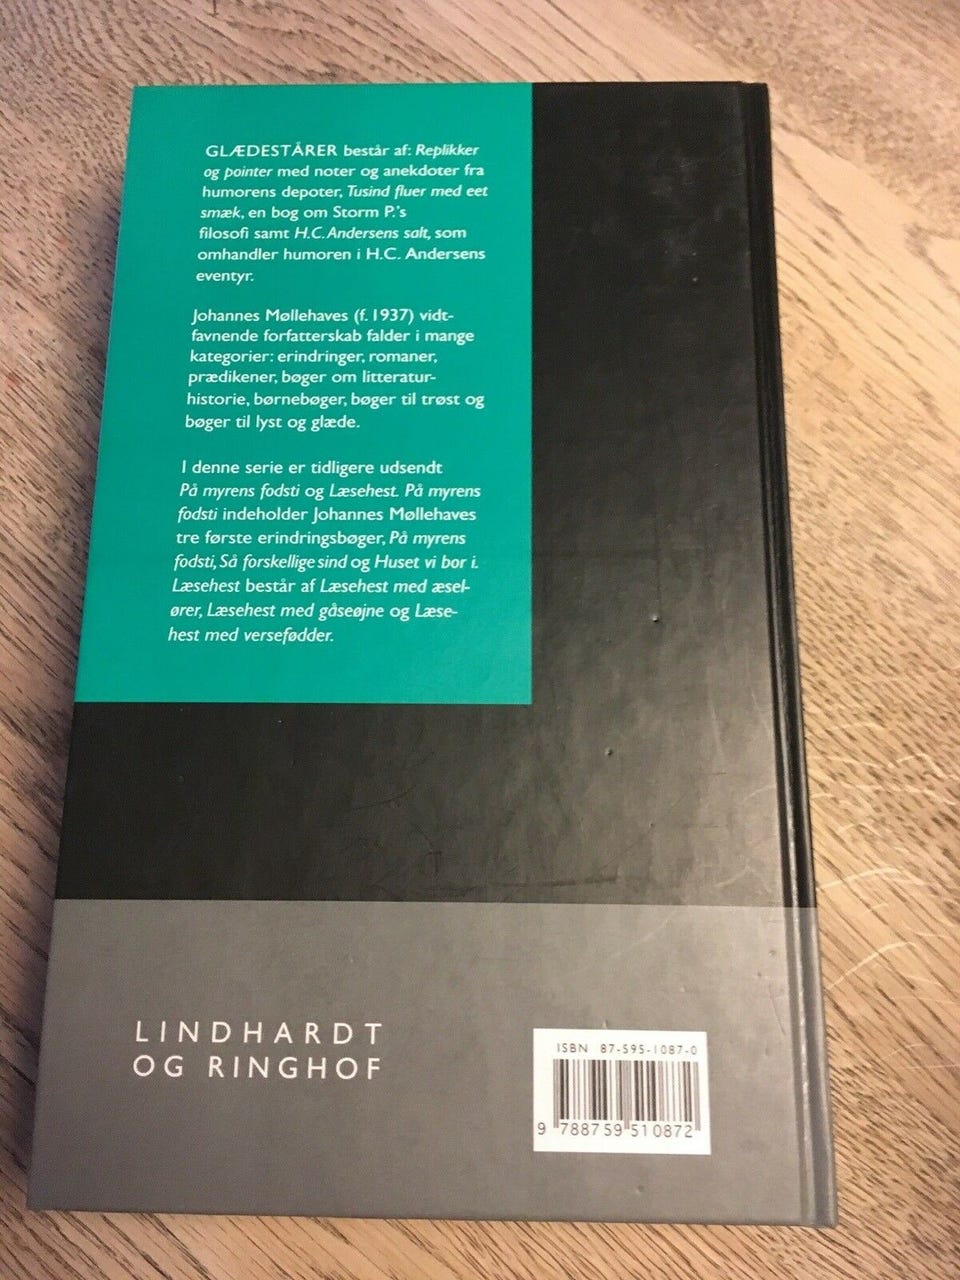 GLÆDESTÅRER består af: Replikker
og pointer med noter og anekdoter fra
humorens depoter, Tusind fluer med eet
smæk, en bog om Storm P.'s
filosofi samt H.C. Andersens salt, som
omhandler humoren i H.C. Andersens
eventyr.
Johannes Møllehaves (f. 1937) vidt-
favnende forfatterskab falder i mange
kategorier: erindringer, romaner,
prædikener, bøger om litteratur-
historie, børnebøger, bøger til trøst og
bøger til lyst og glæde.
I denne serie er tidligere udsendt
På myrens fodsti og Læsehest. På myrens
fodsti indeholder Johannes Møllehaves
tre første erindringsbøger, På myrens
fodsti, Så forskellige sind og Huset vi bor i.
Læsehest består af Læsehest med æsel-
ører, Læsehest med gåseøjne og Læse-
hest med versefødder.
LINDHARDT
OG RINGHOF
ISBN 87-595-1087-0
9 788759 510872